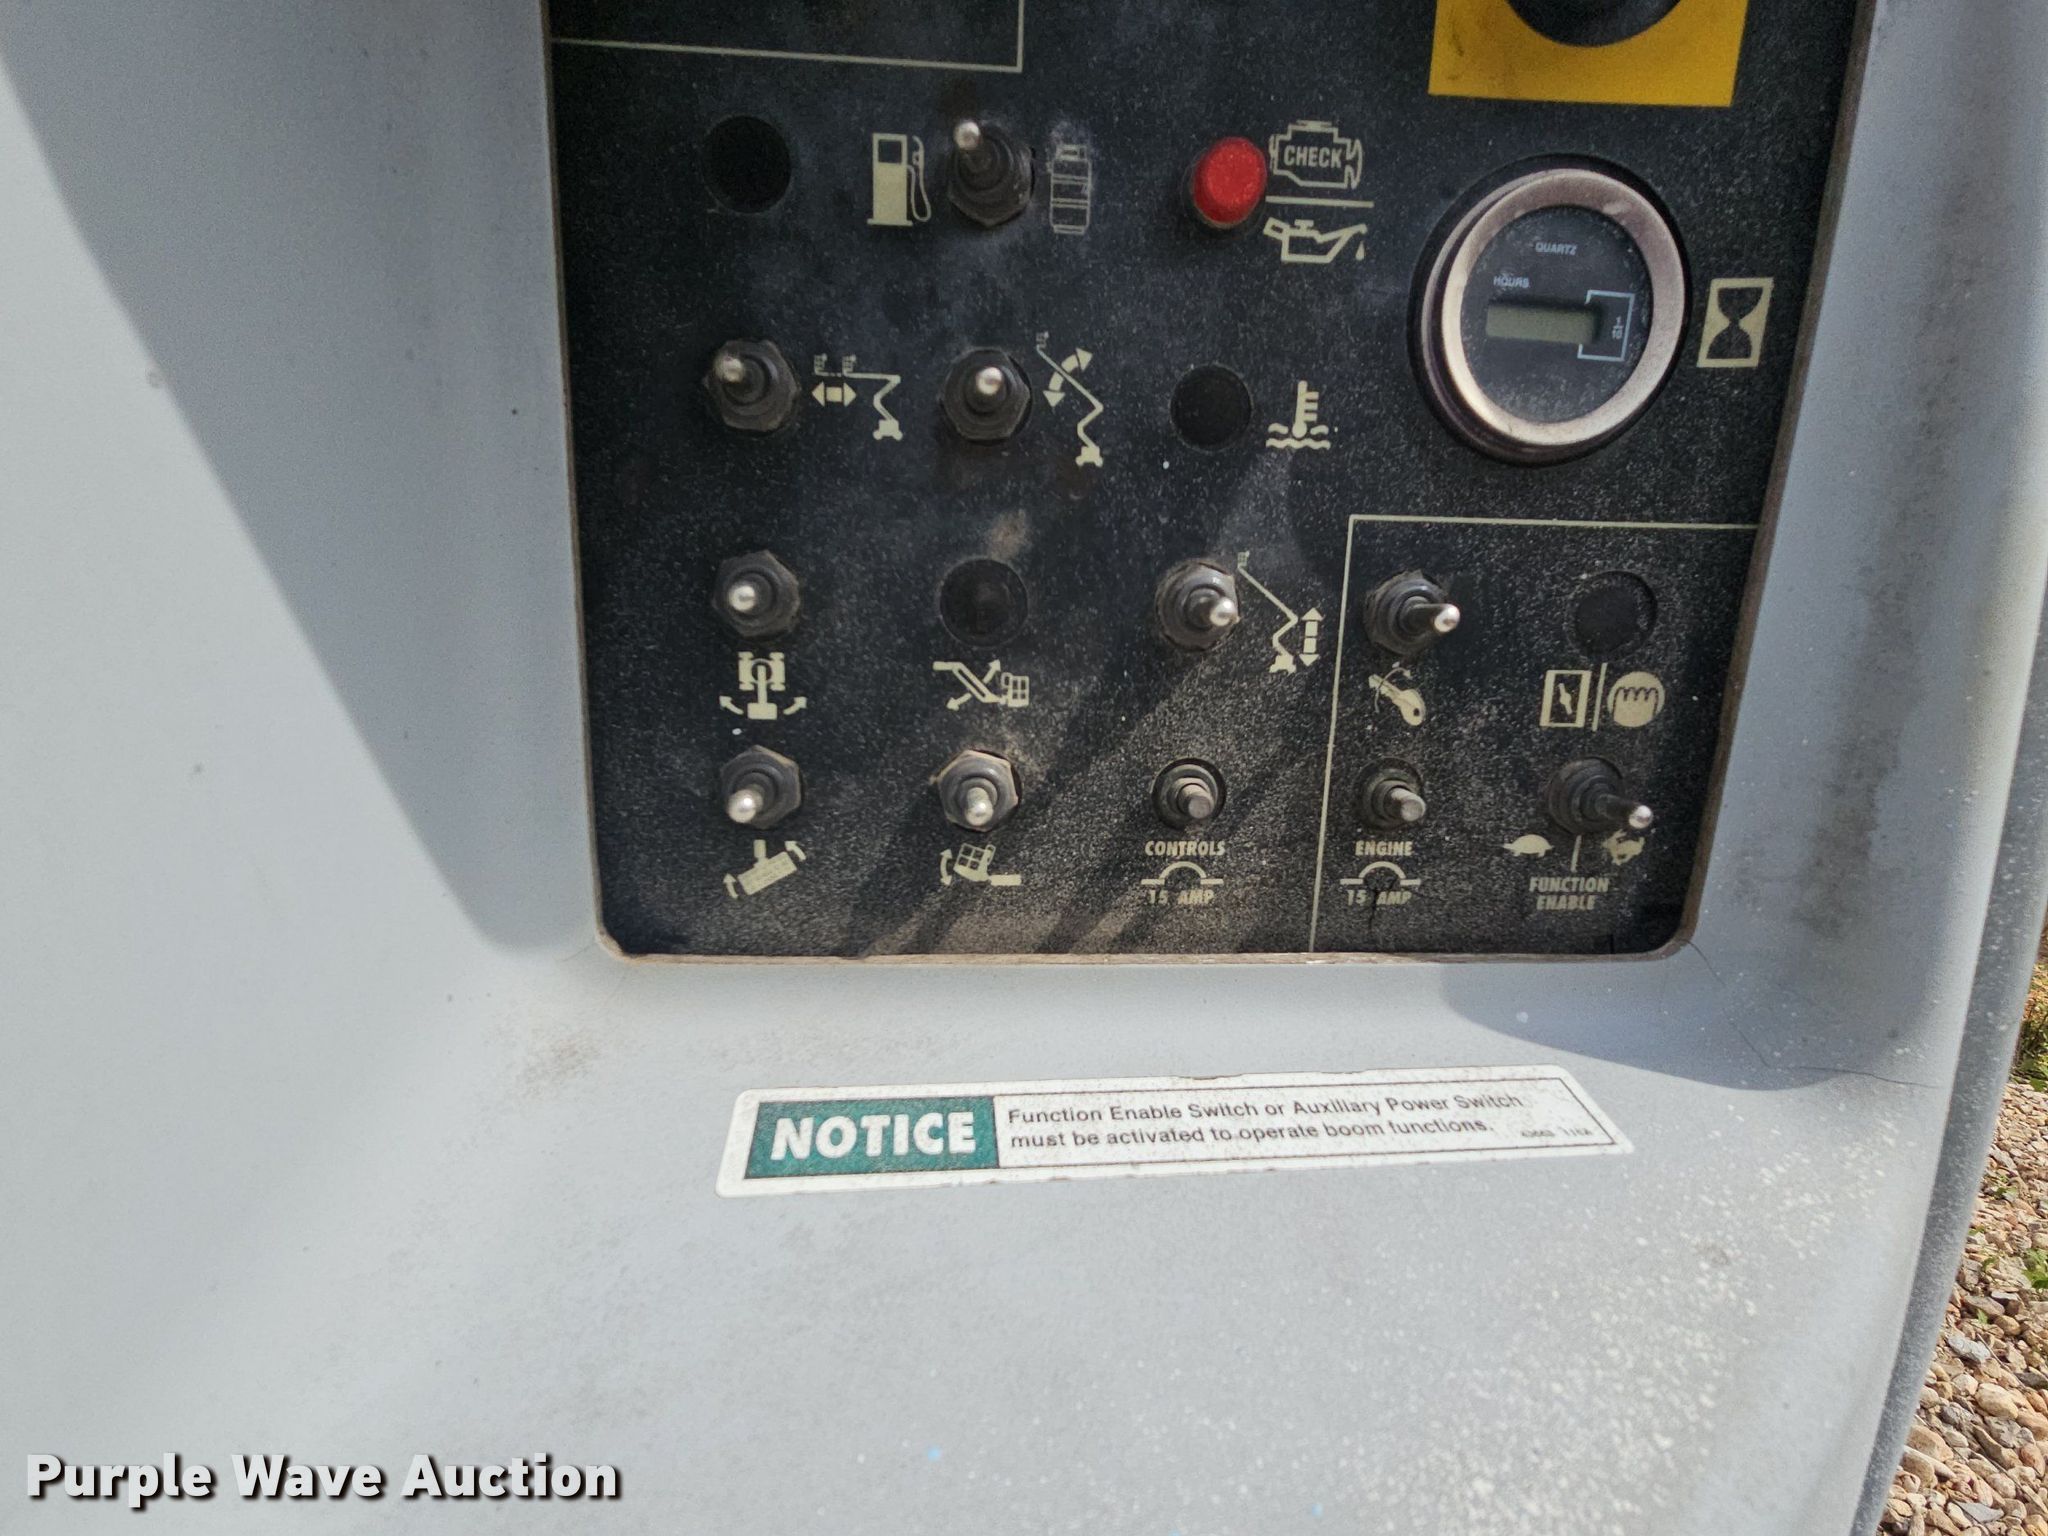 CHECK
QUARTZ
HOURS
CONTROLS
15 AMP
ENGINE
15 AMP
FUNCTION
ENABLE
NOTICE
Function Enable Switch or Auxiliary Power Switch
must be activated to operate boom functions.
Purple Wave Auction